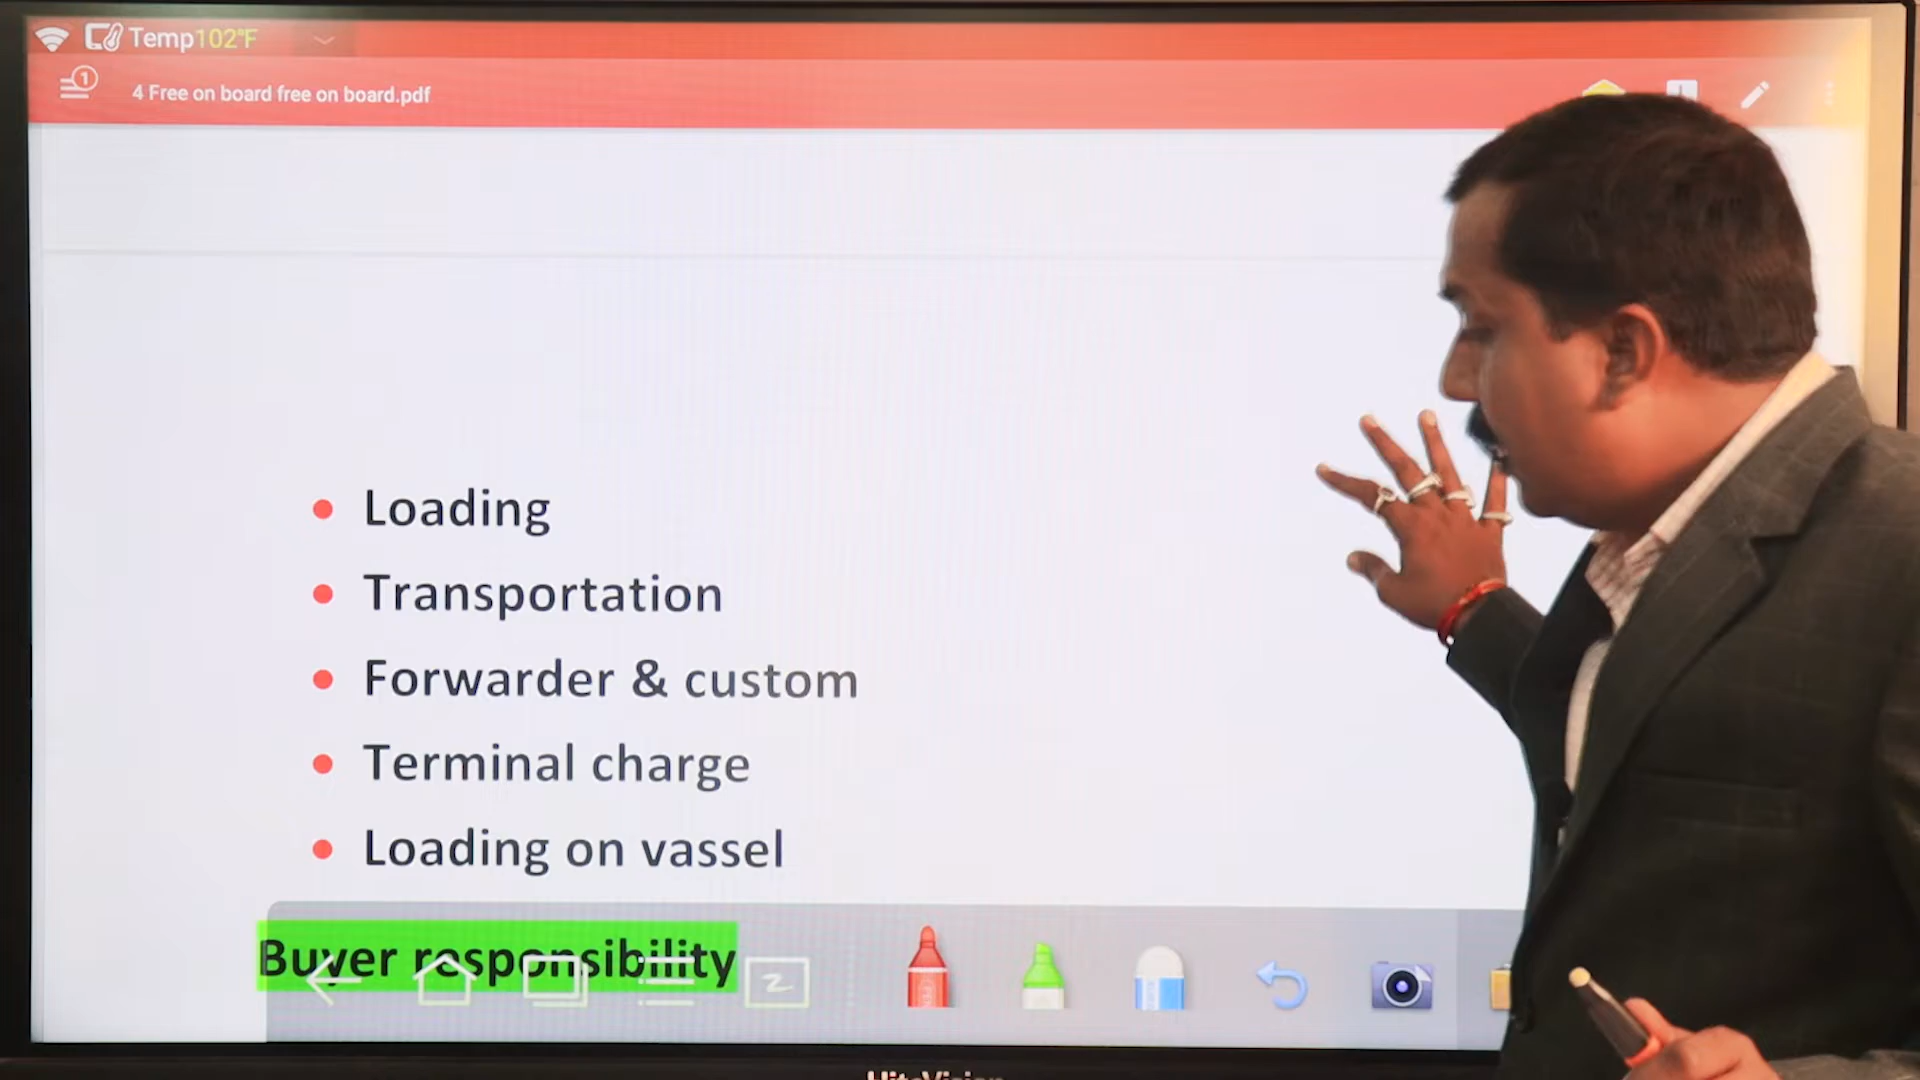 Temp102°F
1
4 Free on board free on board.pdf
Loading
Transportation
Forwarder & custom
Terminal charge
Loading on vassel
Buyer responsibility